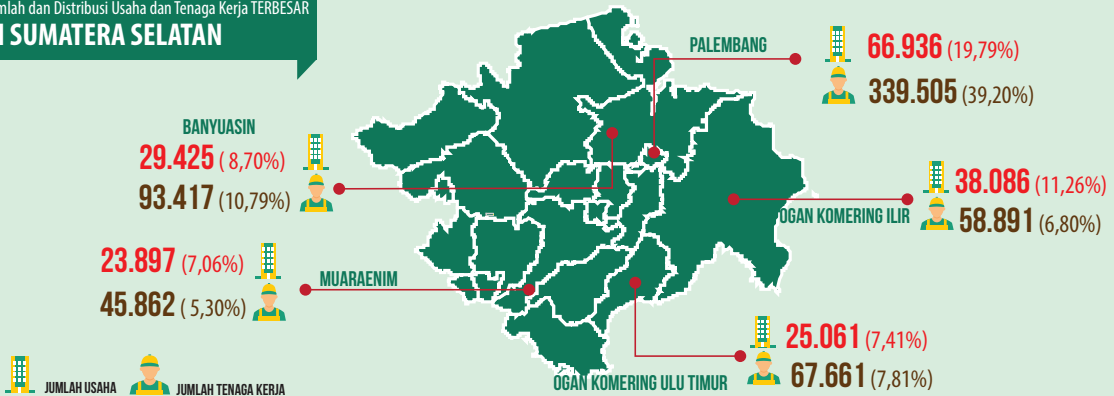 dan Distribusi Usaha dan Tenaga Kerja TERBESAR
SUMATERA SELATAN
PALEMBANG
66.936 (19,79%)
339.505 (39,20%)
BANYUASIN
29.425 ( 8,70%)
93.417 (10,79%)
38.086 (11,26%)
OGAN KOMERING ILIR
58.891 (6,80%)
23.897 (7,06%)
MUARAENIM
45.862 ( 5,30%)
25.061 (7,41%)
OGAN KOMERING ULU TIMUR
67.661 (7,81%)
JUMLAH USAHA
JUMLAH TENAGA KERJA